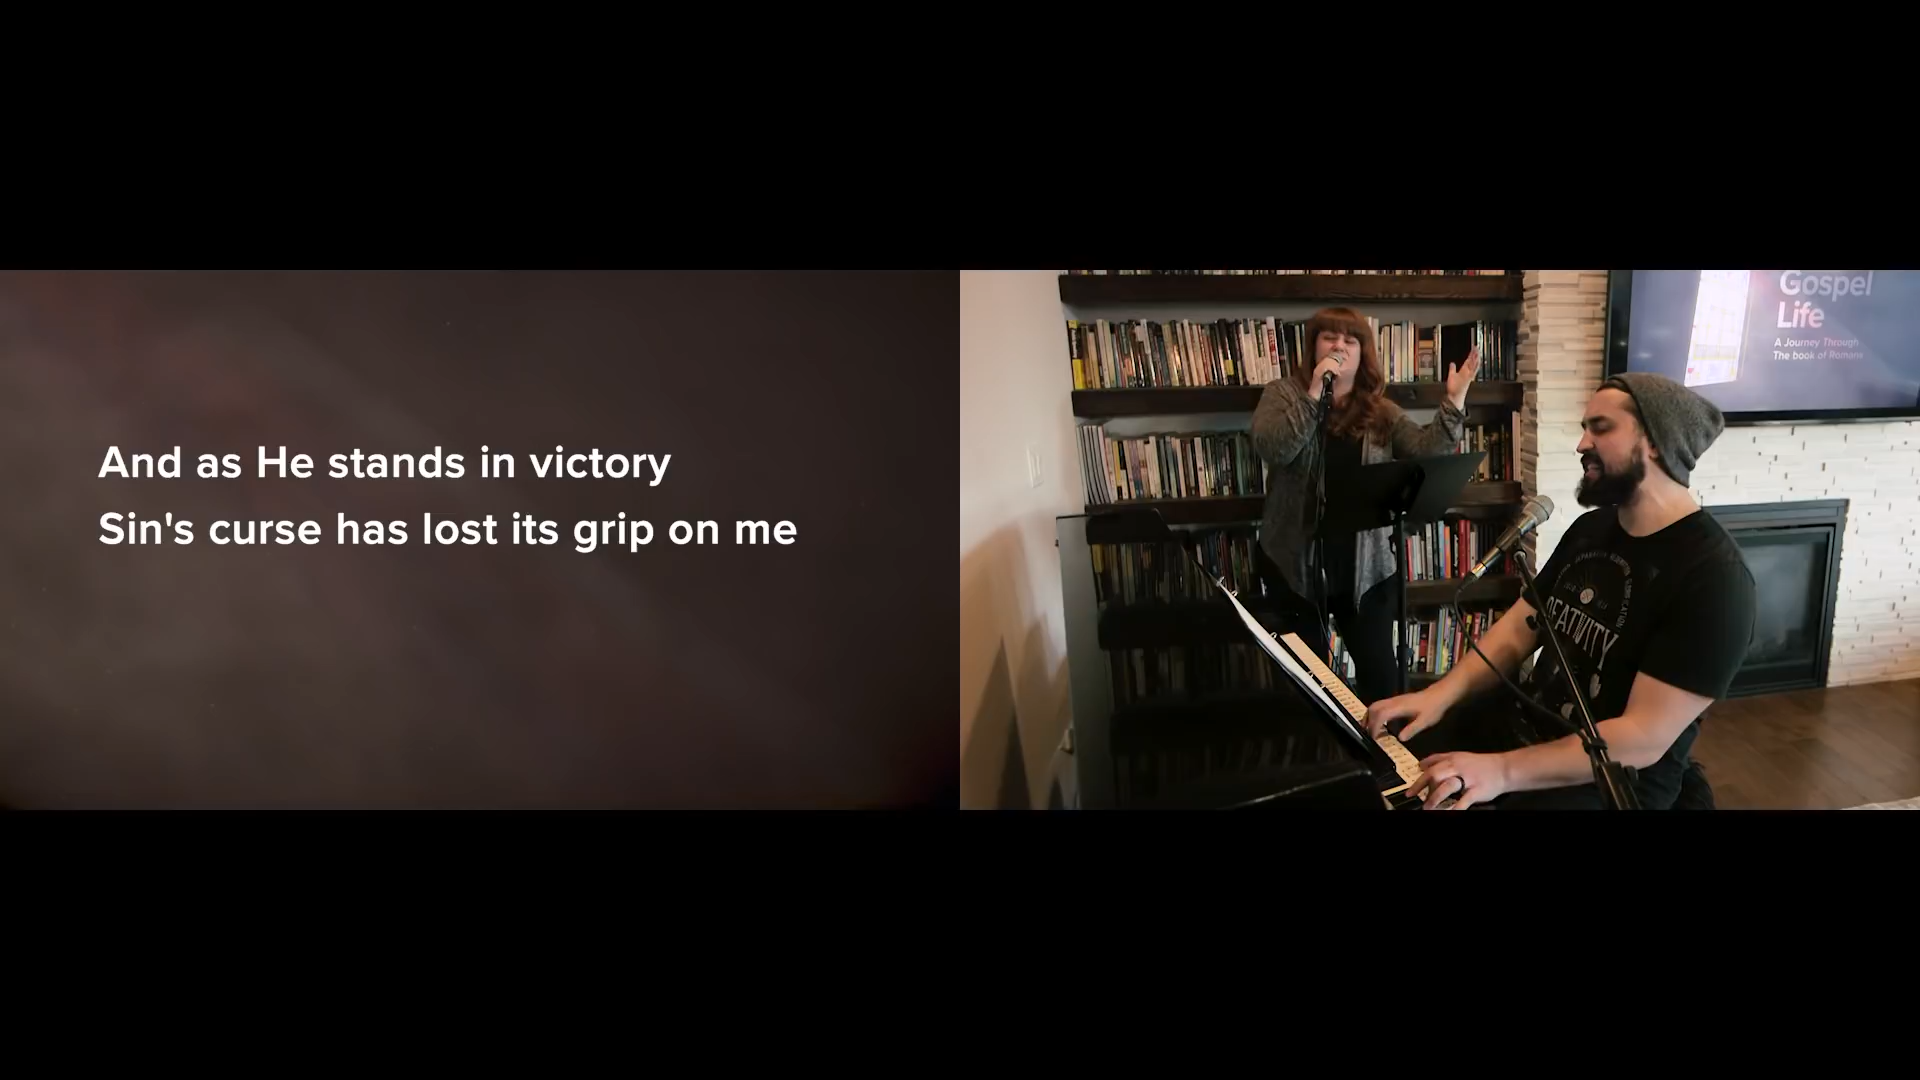 And as He stands in victory
Sin's curse has lost its grip on me
Gospel
Life
A Journey Through
The book of Romans